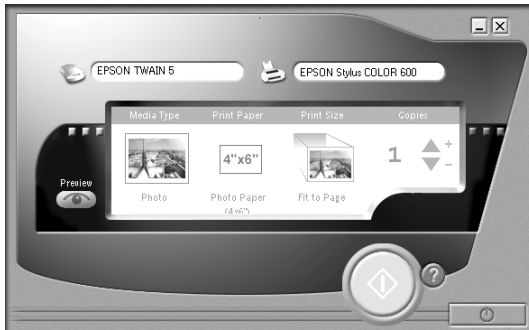 EPSON TWAIN 5
EPSON Stylus COLOR 600
Media Type
Print Paper
Print Size
Copies
4"x6"
1
+
-
Preview
Photo
Photo Paper
(4x6")
Fit to Page
?